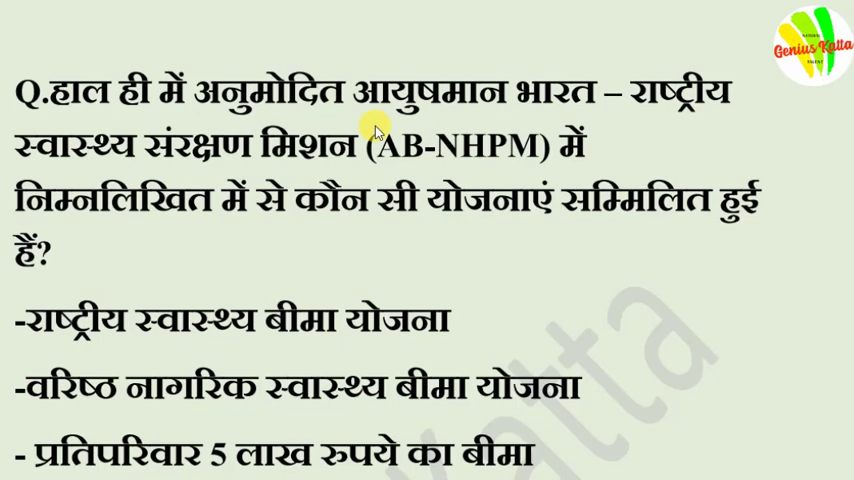 Genius Katta
Q.हाल ही में अनुमोदित आयुषमान भारत – राष्ट्रीय
स्वास्थ्य संरक्षण मिशन (AB-NHPM) में
निम्नलिखित में से कौन सी योजनाएं सम्मिलित हुई
हैं?
-राष्ट्रीय स्वास्थ्य बीमा योजना
-वरिष्ठ नागरिक स्वास्थ्य बीमा योजना
- प्रतिपरिवार 5 लाख रुपये का बीमा
Katta